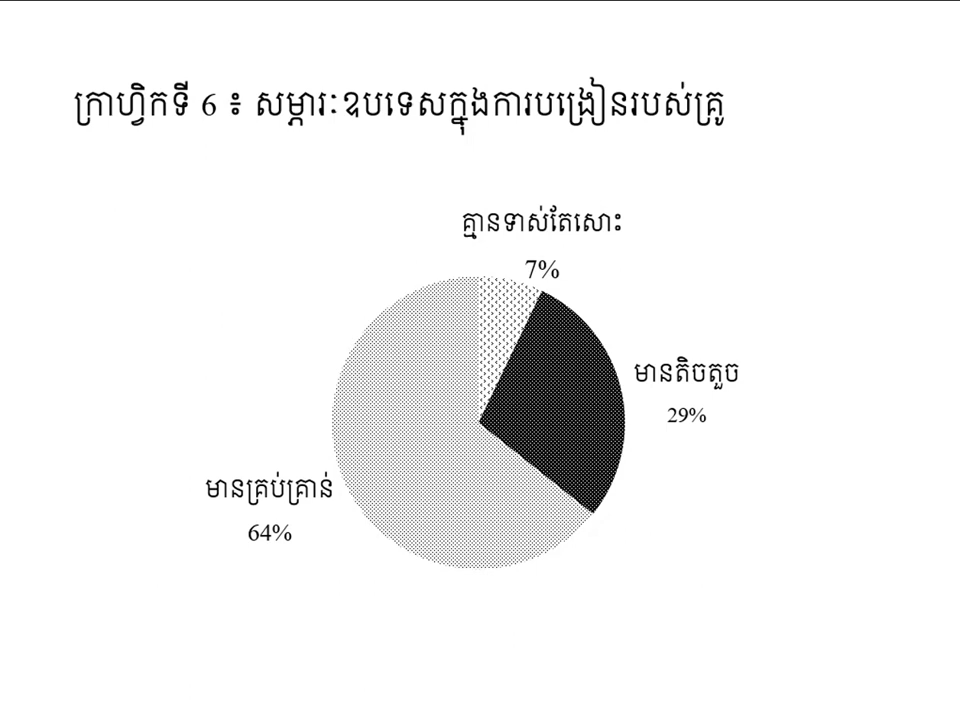 ក្រាហ្វិកទី 6 ៖ សម្ភារៈឧបទេសក្នុងការបង្រៀនរបស់គ្រូ
គ្មានទាស់តែសោះ
7%
មានតិចតួច
29%
មានគ្រប់គ្រាន់
64%